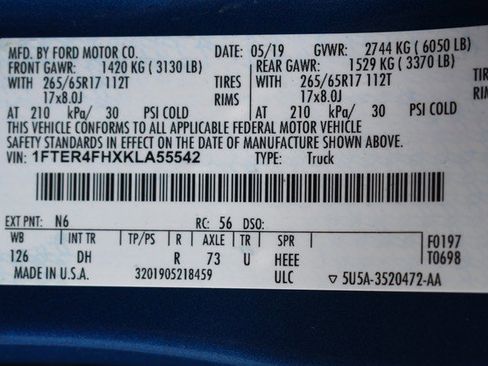 MFD. BY FORD MOTOR CO. DATE: 05/19 GVWR: 2744 KG (6050 LB)
FRONT GAWR: 1420 KG (3130 LB) REAR GAWR: 1529 KG (3370 LB)
WITH 265/65R17 112T TIRES WITH 265/65R17 112T TIRES
17x8.0J RIMS 17x8.0J RIMS
AT 210 kPa/ 30 PSI COLD AT 210 kPa/ 30 PSI COLD
THIS VEHICLE CONFORMS TO ALL APPLICABLE FEDERAL MOTOR VEHICLE
SAFETY STANDARDS IN EFFECT ON THE DATE OF MANUFACTURE SHOWN ABOVE.
VIN: 1FTER4FHXKLA55542 TYPE: Truck
EXT PNT: N6 RC: 56 DSO:
WB INT TR TP/PS R AXLE TR SPR F0197
126 DH R 73 U HEEE T0698
MADE IN U.S.A. 3201905218459 ULC ▽ 5U5A-3520472-AA